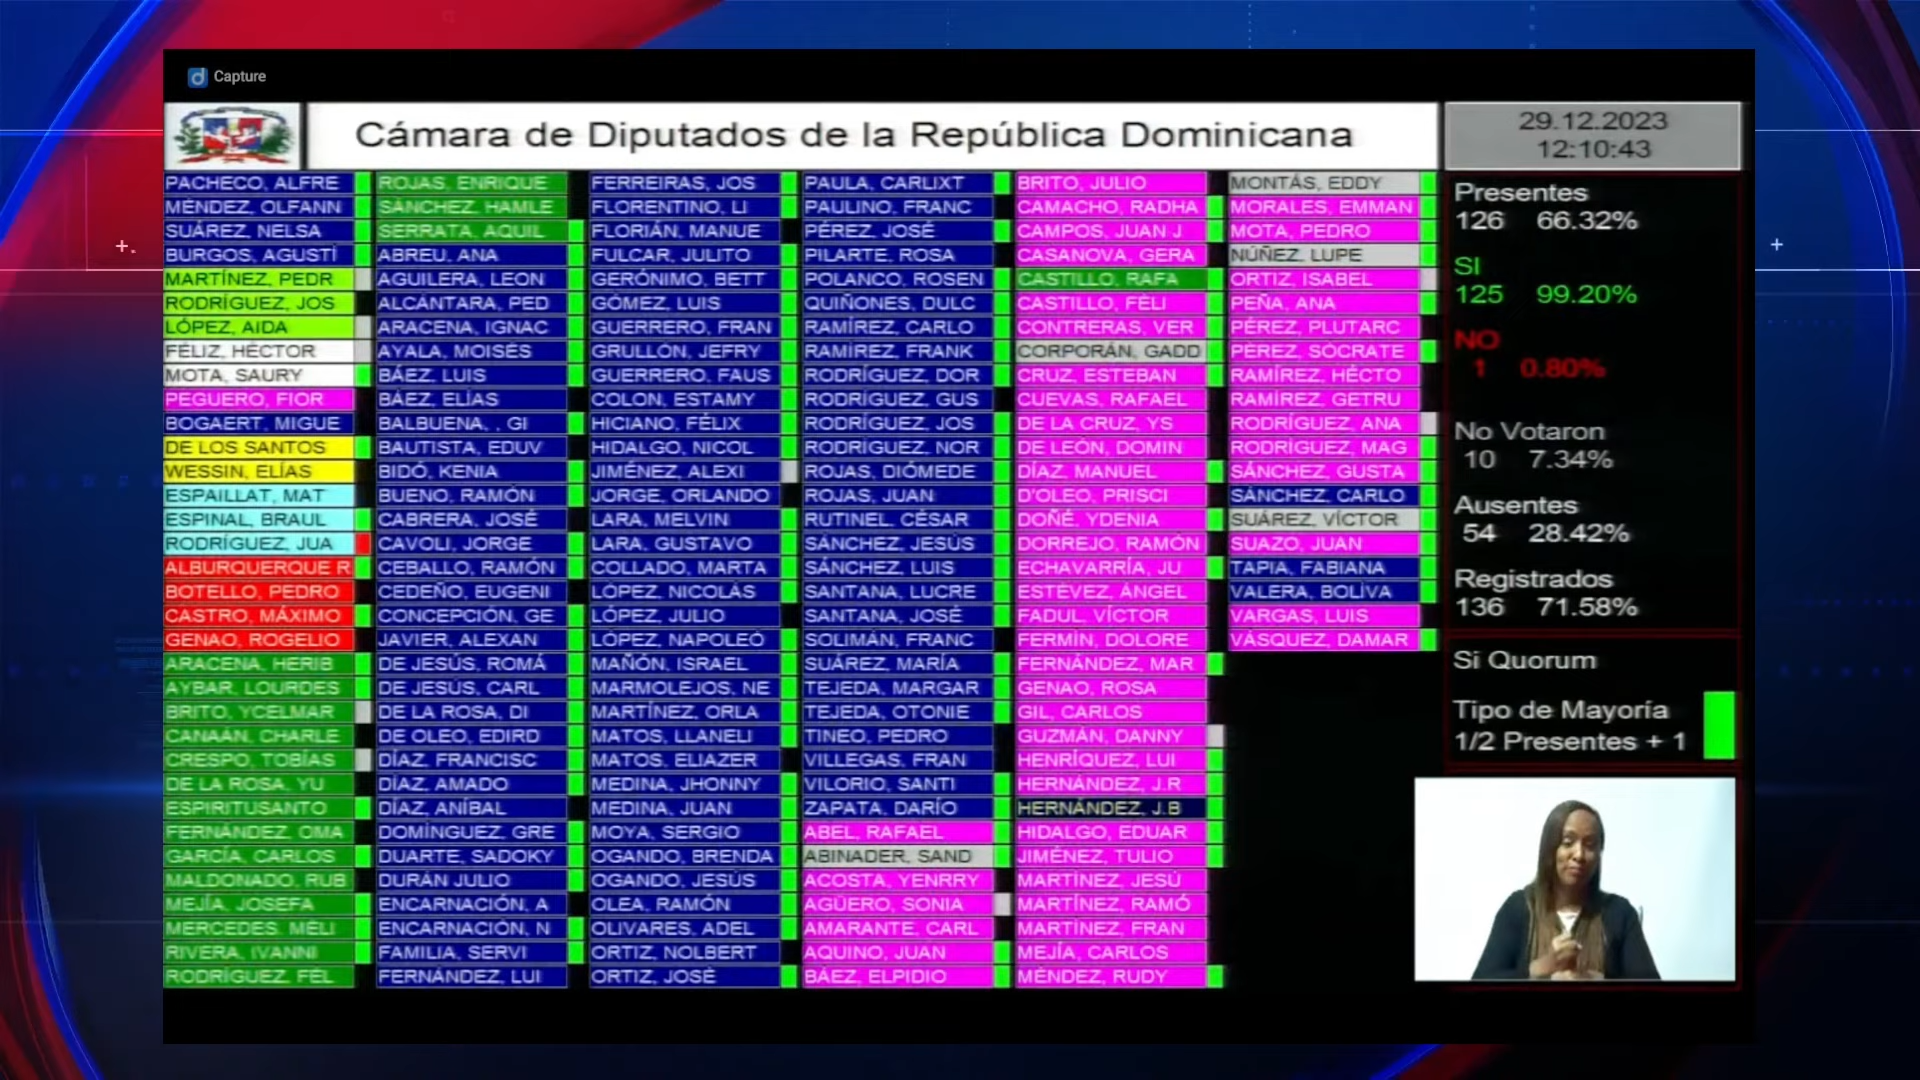 Capture
Cámara de Diputados de la República Dominicana
29.12.2023
12:10:43
PACHECO, ALFRE
MÉNDEZ, OLFANN
SUÁREZ, NELSA
BURGOS, AGUSTÍ
MARTÍNEZ, PEDR
RODRÍGUEZ, JOS
LÓPEZ, AIDA
FÉLIZ, HÉCTOR
MOTA, SAURY
PEGUERO, FIOR
BOGAERT, MIGUE
DE LOS SANTOS
WESSIN, ELÍAS
ESPAILLAT, MAT
ESPINAL, BRAUL
RODRÍGUEZ, JUA
ALBURQUERQUE R
BOTELLO, PEDRO
CASTRO, MÁXIMO
GENAO, ROGELIO
ARACENA, HERIB
AYBAR, LOURDES
BRITO, YCELMAR
CANAÁN, CHARLE
CRESPO, TOBÍAS
DE LA ROSA, YU
ESPIRITUSANTO
FERNÁNDEZ, OMA
GARCÍA, CARLOS
MALDONADO, RUB
MEJÍA, JOSEFA
MERCEDES, MÉLI
RIVERA, IVANNI
RODRÍGUEZ, FÉL
ROJAS, ENRIQUE
SÁNCHEZ, HAMLE
SERRATA, AQUIL
ABREU, ANA
AGUILERA, LEON
ALCÁNTARA, PED
ARACENA, IGNAC
AYALA, MOISÉS
BÁEZ, LUIS
BÁEZ, ELÍAS
BALBUENA, , GI
BAUTISTA, EDUV
BIDÓ, KENIA
BUENO, RAMÓN
CABRERA, JOSÉ
CAVOLI, JORGE
CEBALLO, RAMÓN
CEDEÑO, EUGENI
CONCEPCIÓN, GE
JAVIER, ALEXAN
DE JESÚS, ROMÁ
DE JESÚS, CARL
DE LA ROSA, DI
DE OLEO, EDIRD
DÍAZ, FRANCISC
DÍAZ, AMADO
DÍAZ, ANÍBAL
DOMÍNGUEZ, GRE
DUARTE, SADOKY
DURÁN JULIO
ENCARNACIÓN, A
ENCARNACIÓN, N
FAMILIA, SERVI
FERNÁNDEZ, LUI
FERREIRAS, JOS
FLORENTINO, LI
FLORIÁN, MANUE
FULCAR, JULITO
GERÓNIMO, BETT
GÓMEZ, LUIS
GUERRERO, FRAN
GRULLÓN, JEFRY
GUERRERO, FAUS
COLON, ESTAMY
HICIANO, FÉLIX
HIDALGO, NICOL
JIMÉNEZ, ALEXI
JORGE, ORLANDO
LARA, MELVIN
LARA, GUSTAVO
COLLADO, MARTA
LÓPEZ, NICOLÁS
LÓPEZ, JULIO
LÓPEZ, NAPOLEÓ
MAÑÓN, ISRAEL
MARMOLEJOS, NE
MARTÍNEZ, ORLA
MATOS, LLANELI
MATOS, ELIAZER
MEDINA, JHONNY
MEDINA, JUAN
MOYA, SERGIO
OGANDO, BRENDA
OGANDO, JESÚS
OLEA, RAMÓN
OLIVARES, ADEL
ORTIZ, NOLBERT
ORTIZ, JOSÉ
PAULA, CARLIXT
PAULINO, FRANC
PÉREZ, JOSÉ
PILARTE, ROSA
POLANCO, ROSEN
QUIÑONES, DULC
RAMÍREZ, CARLO
RAMÍREZ, FRANK
RODRÍGUEZ, DOR
RODRÍGUEZ, GUS
RODRÍGUEZ, JOS
RODRÍGUEZ, NOR
ROJAS, DIÓMEDE
ROJAS, JUAN
RUTINEL, CÉSAR
SÁNCHEZ, JESÚS
SÁNCHEZ, LUIS
SANTANA, LUCRE
SANTANA, JOSÉ
SOLIMÁN, FRANC
SUÁREZ, MARÍA
TEJEDA, MARGAR
TEJEDA, OTONIE
TINEO, PEDRO
VILLEGAS, FRAN
VILORIO, SANTI
ZAPATA, DARÍO
ABEL, RAFAEL
ABINADER, SAND
ACOSTA, YENRRY
AGÜERO, SONIA
AMARANTE, CARL
AQUINO, JUAN
BÁEZ, ELPIDIO
BRITO, JULIO
CAMACHO, RADHA
CAMPOS, JUAN J
CASANOVA, GERA
CASTILLO, RAFA
CASTILLO, FÉLI
CONTRERAS, VER
CORPORÁN, GADD
CRUZ, ESTEBAN
CUEVAS, RAFAEL
DE LA CRUZ, YS
DE LEÓN, DOMIN
DÍAZ, MANUEL
D'OLEO, PRISCI
DOÑÉ, YDENIA
DORREJO, RAMÓN
ECHAVARRÍA, JU
ESTÉVEZ, ÁNGEL
FADUL, VÍCTOR
FERMÍN, DOLORE
FERNÁNDEZ, MAR
GENAO, ROSA
GIL, CARLOS
GUZMÁN, DANNY
HENRÍQUEZ, LUI
HERNÁNDEZ, J.R
HERNÁNDEZ, J.B
HIDALGO, EDUAR
JIMÉNEZ, TULIO
MARTÍNEZ, JESÚ
MARTÍNEZ, RAMÓ
MARTÍNEZ, FRAN
MEJÍA, CARLOS
MÉNDEZ, RUDY
MONTÁS, EDDY
MORALES, EMMAN
MOTA, PEDRO
NÚÑEZ, LUPE
ORTIZ, ISABEL
PEÑA, ANA
PÉREZ, PLUTARC
PÉREZ, SÓCRATE
RAMÍREZ, HÉCTO
RAMÍREZ, GETRU
RODRÍGUEZ, ANA
RODRÍGUEZ, MAG
SÁNCHEZ, GUSTA
SÁNCHEZ, CARLO
SUÁREZ, VÍCTOR
SUAZO, JUAN
TAPIA, FABIANA
VALERA, BOLÍVA
VARGAS, LUIS
VÁSQUEZ, DAMAR
Presentes
126 66.32%
SI
125 99.20%
NO
1 0.80%
No Votaron
10 7.34%
Ausentes
54 28.42%
Registrados
136 71.58%
Si Quorum
Tipo de Mayoría
1/2 Presentes + 1